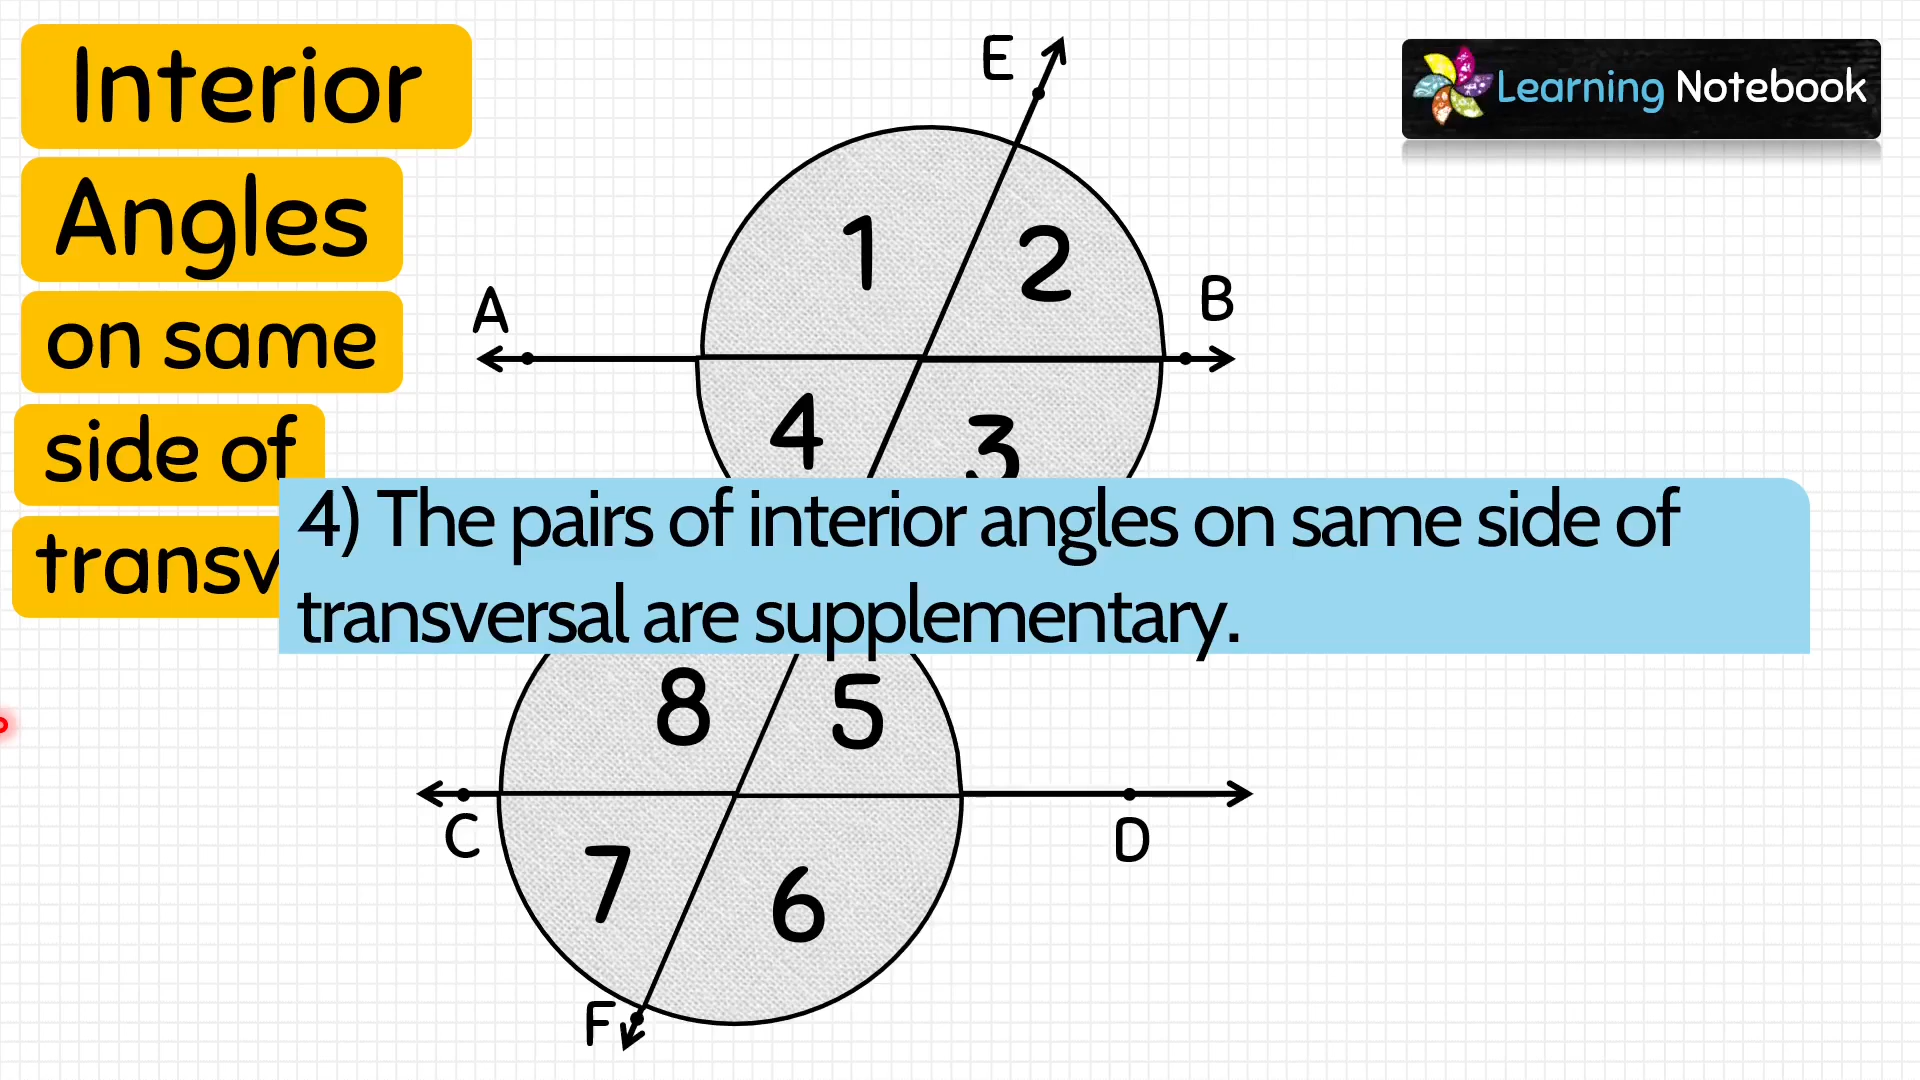 Interior
Angles
on same
side of
transv
Learning Notebook
E
1
2
A
B
4
3
4) The pairs of interior angles on same side of
transversal are supplementary.
8
5
C
D
7
6
F